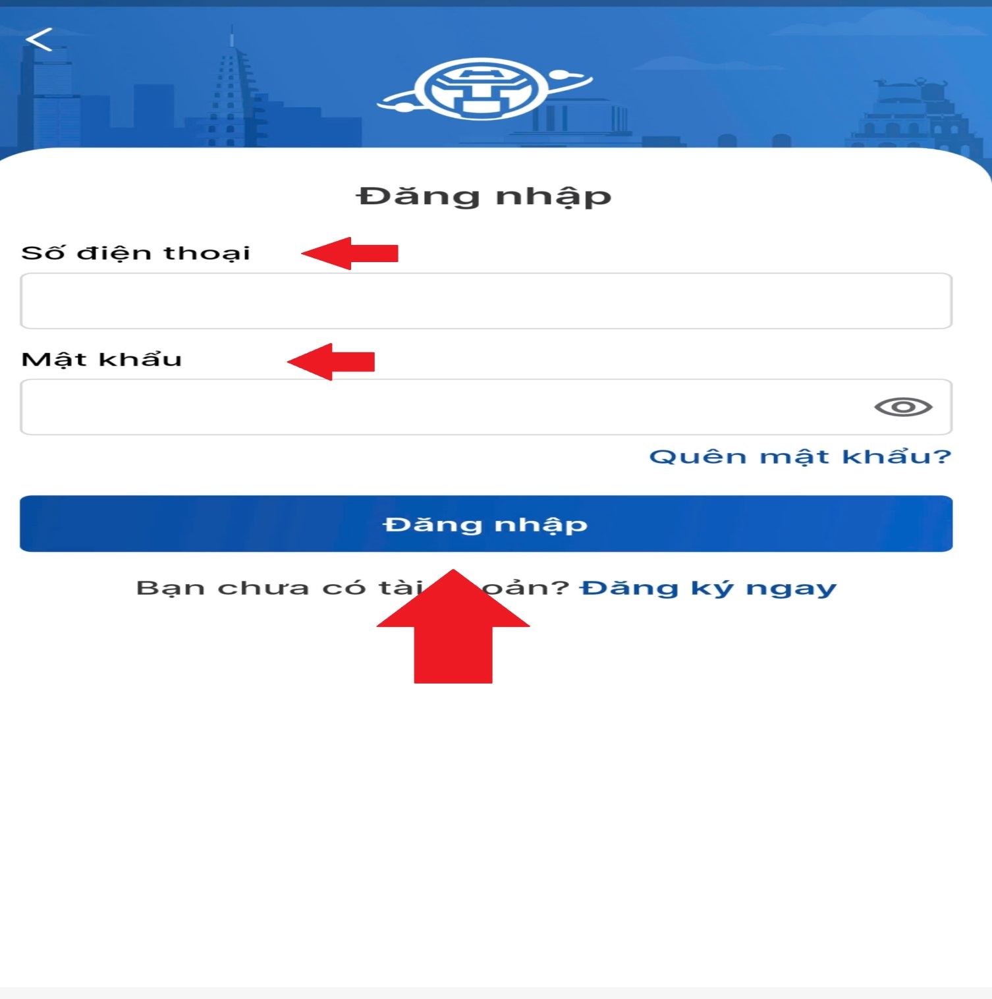 Đăng nhập
Số điện thoại
Mật khẩu
Quên mật khẩu?
Đăng nhập
Bạn chưa có tài oản? Đăng ký ngay